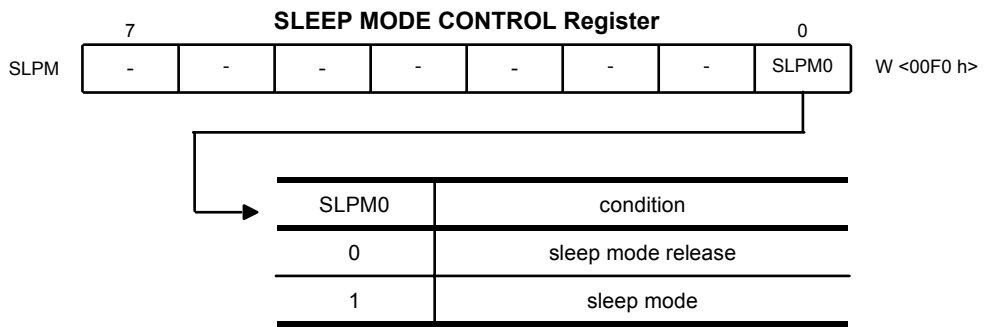 SLEEP MODE CONTROL Register
7 0
SLPM - - - - - - - SLPM0 W <00F0 h>
SLPM0 condition
0 sleep mode release
1 sleep mode